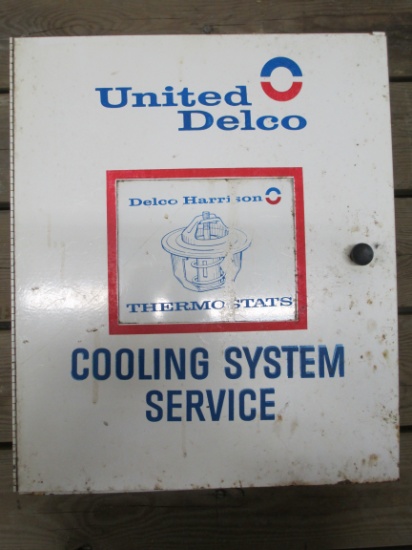 United
Delco
Delco Harrison
THERMOSTATS
COOLING SYSTEM
SERVICE